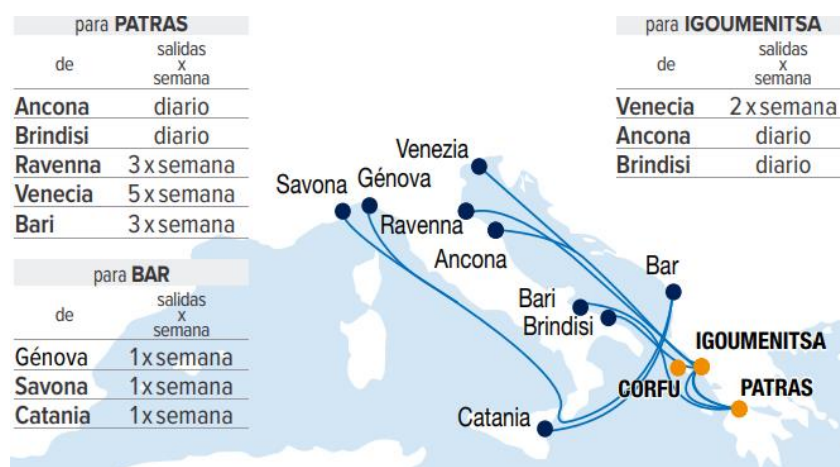 para PATRAS
de salidas x semana
Ancona diario
Brindisi diario
Ravenna 3 x semana
Venecia 5 x semana
Bari 3 x semana
para BAR
de salidas x semana
Génova 1 x semana
Savona 1 x semana
Catania 1 x semana
para IGOUMENITSA
de salidas x semana
Venecia 2 x semana
Ancona diario
Brindisi diario
Venezia
Savona
Génova
Ravenna
Ancona
Bar
Bari
Brindisi
IGOUMENITSA
CORFU
PATRAS
Catania